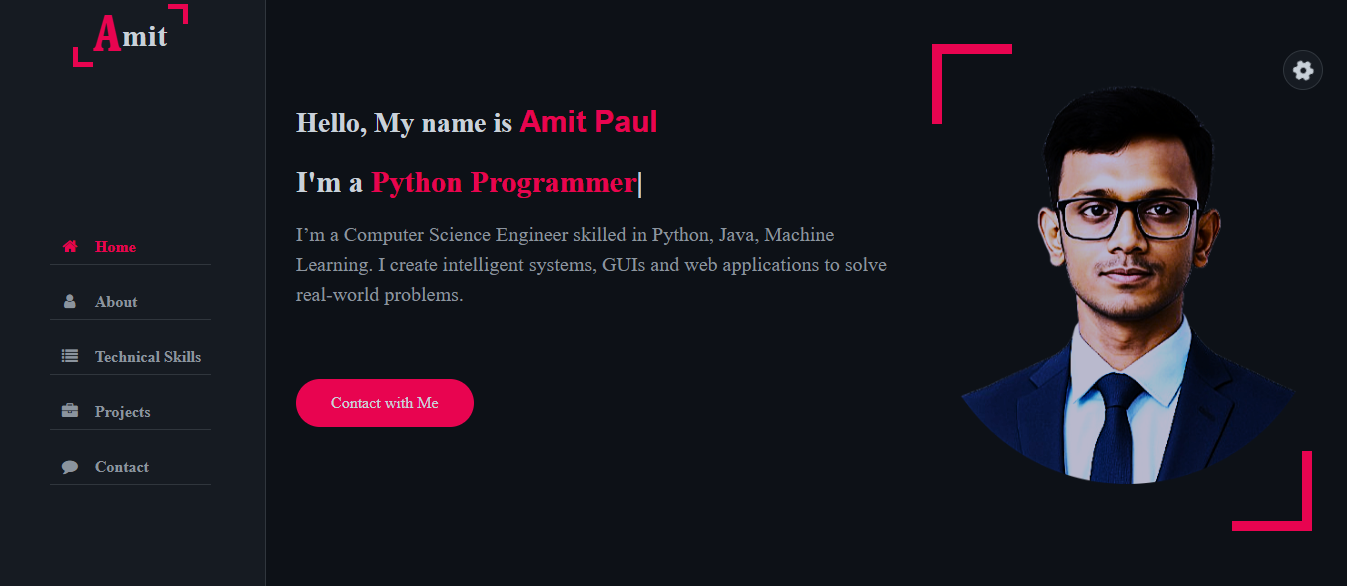 Amit
Home
About
Technical Skills
Projects
Contact
Hello, My name is Amit Paul
I'm a Python Programmer|
I’m a Computer Science Engineer skilled in Python, Java, Machine
Learning. I create intelligent systems, GUIs and web applications to solve
real-world problems.
Contact with Me